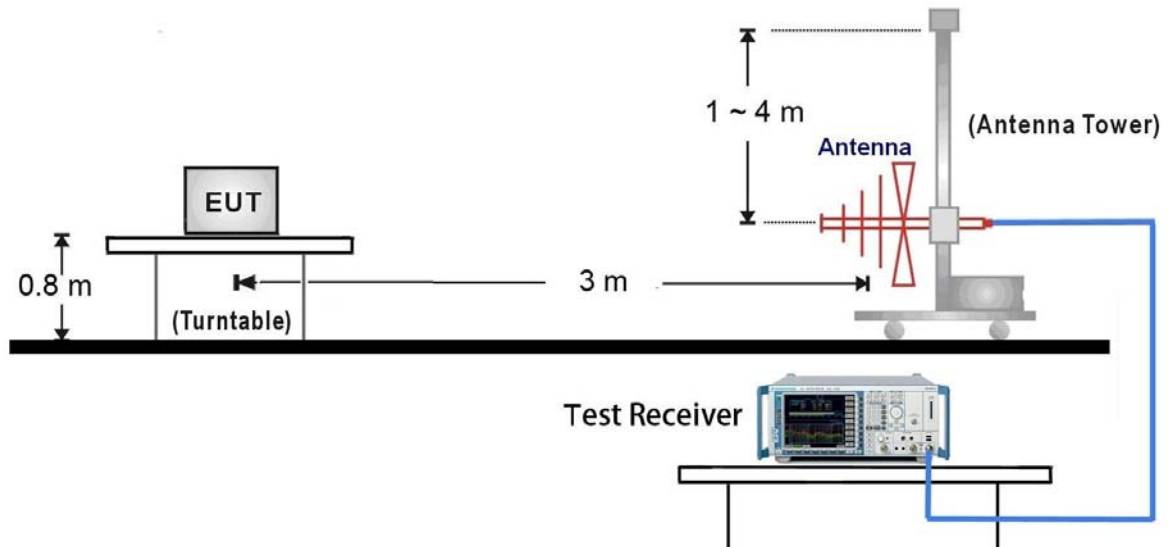 1 ~ 4 m
(Antenna Tower)
Antenna
EUT
0.8 m
3 m
(Turntable)
Test Receiver